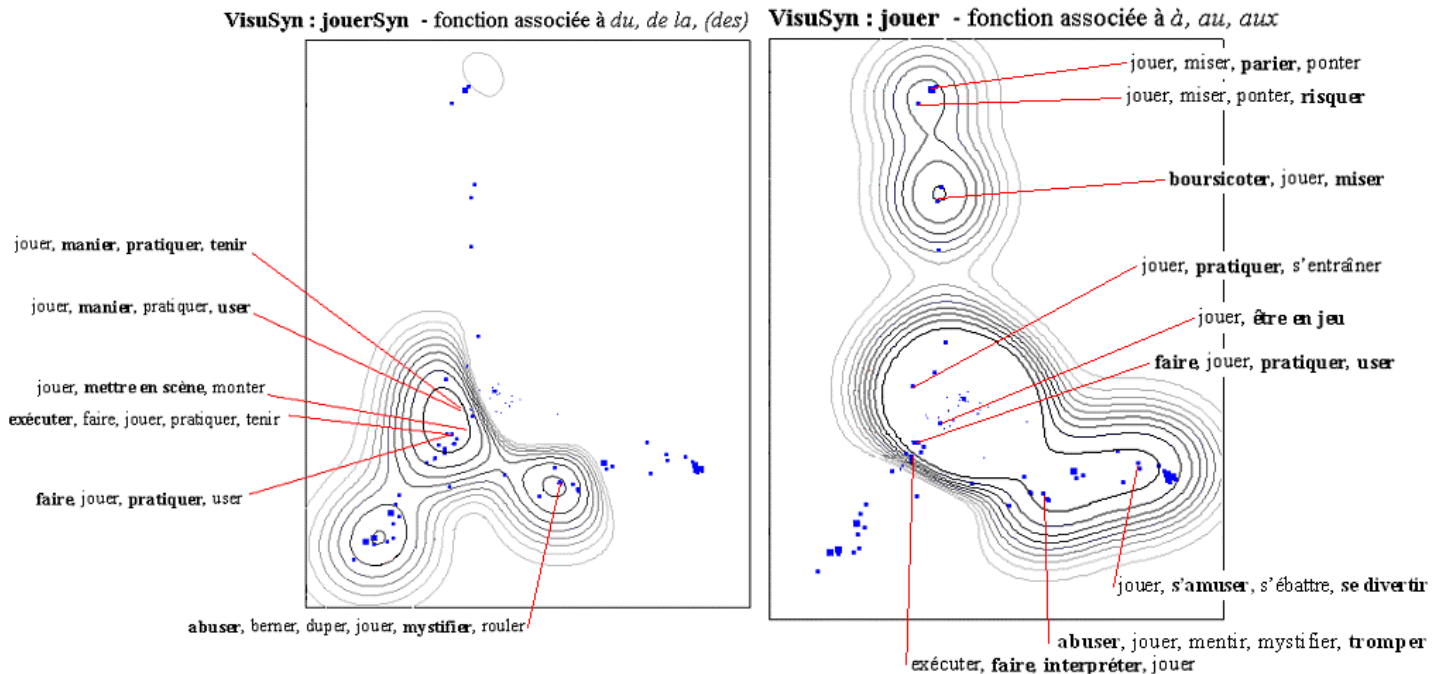 VisuSyn : jouerSyn - fonction associée à du, de la, (des)
jouer, manier, pratiquer, tenir
jouer, manier, pratiquer, user
jouer, mettre en scène, monter
exécuter, faire, jouer, pratiquer, tenir
faire, jouer, pratiquer, user
abuser, berner, duper, jouer, mystifier, rouler
VisuSyn : jouer - fonction associée à à, au, aux
jouer, miser, parier, ponter
jouer, miser, ponter, risquer
boursicoter, jouer, miser
jouer, pratiquer, s'entraîner
jouer, être en jeu
faire, jouer, pratiquer, user
jouer, s'amuser, s'ébattre, se divertir
abuser, jouer, mentir, mystifier, tromper
exécuter, faire, interpréter, jouer